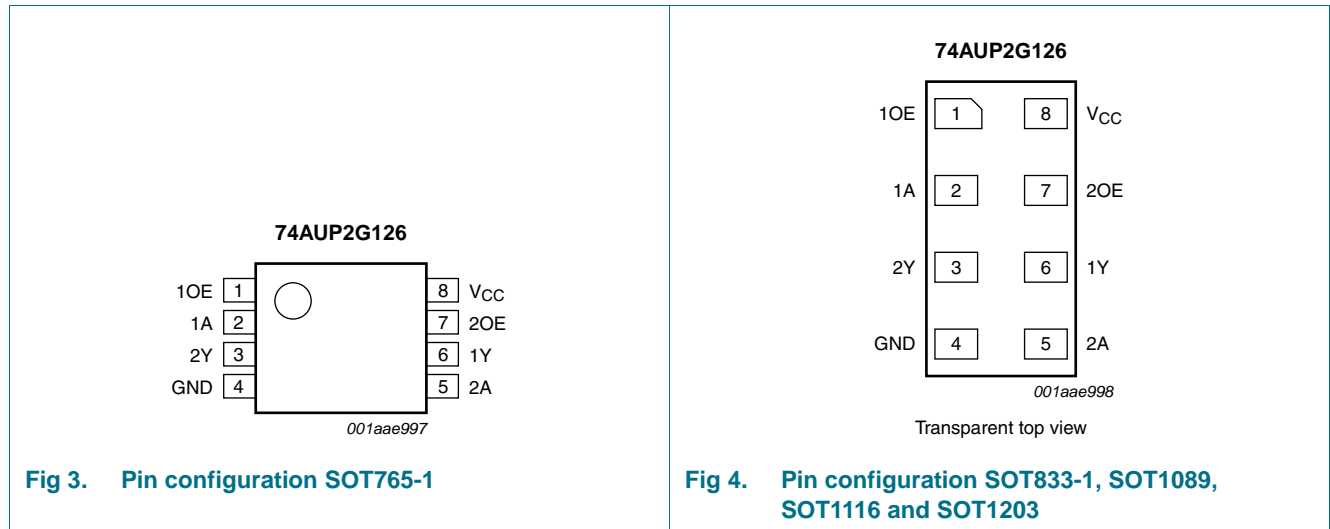 74AUP2G126
1OE 1 8 VCC
1A 2 7 2OE
2Y 3 6 1Y
GND 4 5 2A
001aae997
Fig 3. Pin configuration SOT765-1
74AUP2G126
1OE 1 8 VCC
1A 2 7 2OE
2Y 3 6 1Y
GND 4 5 2A
001aae998
Transparent top view
Fig 4. Pin configuration SOT833-1, SOT1089,
SOT1116 and SOT1203